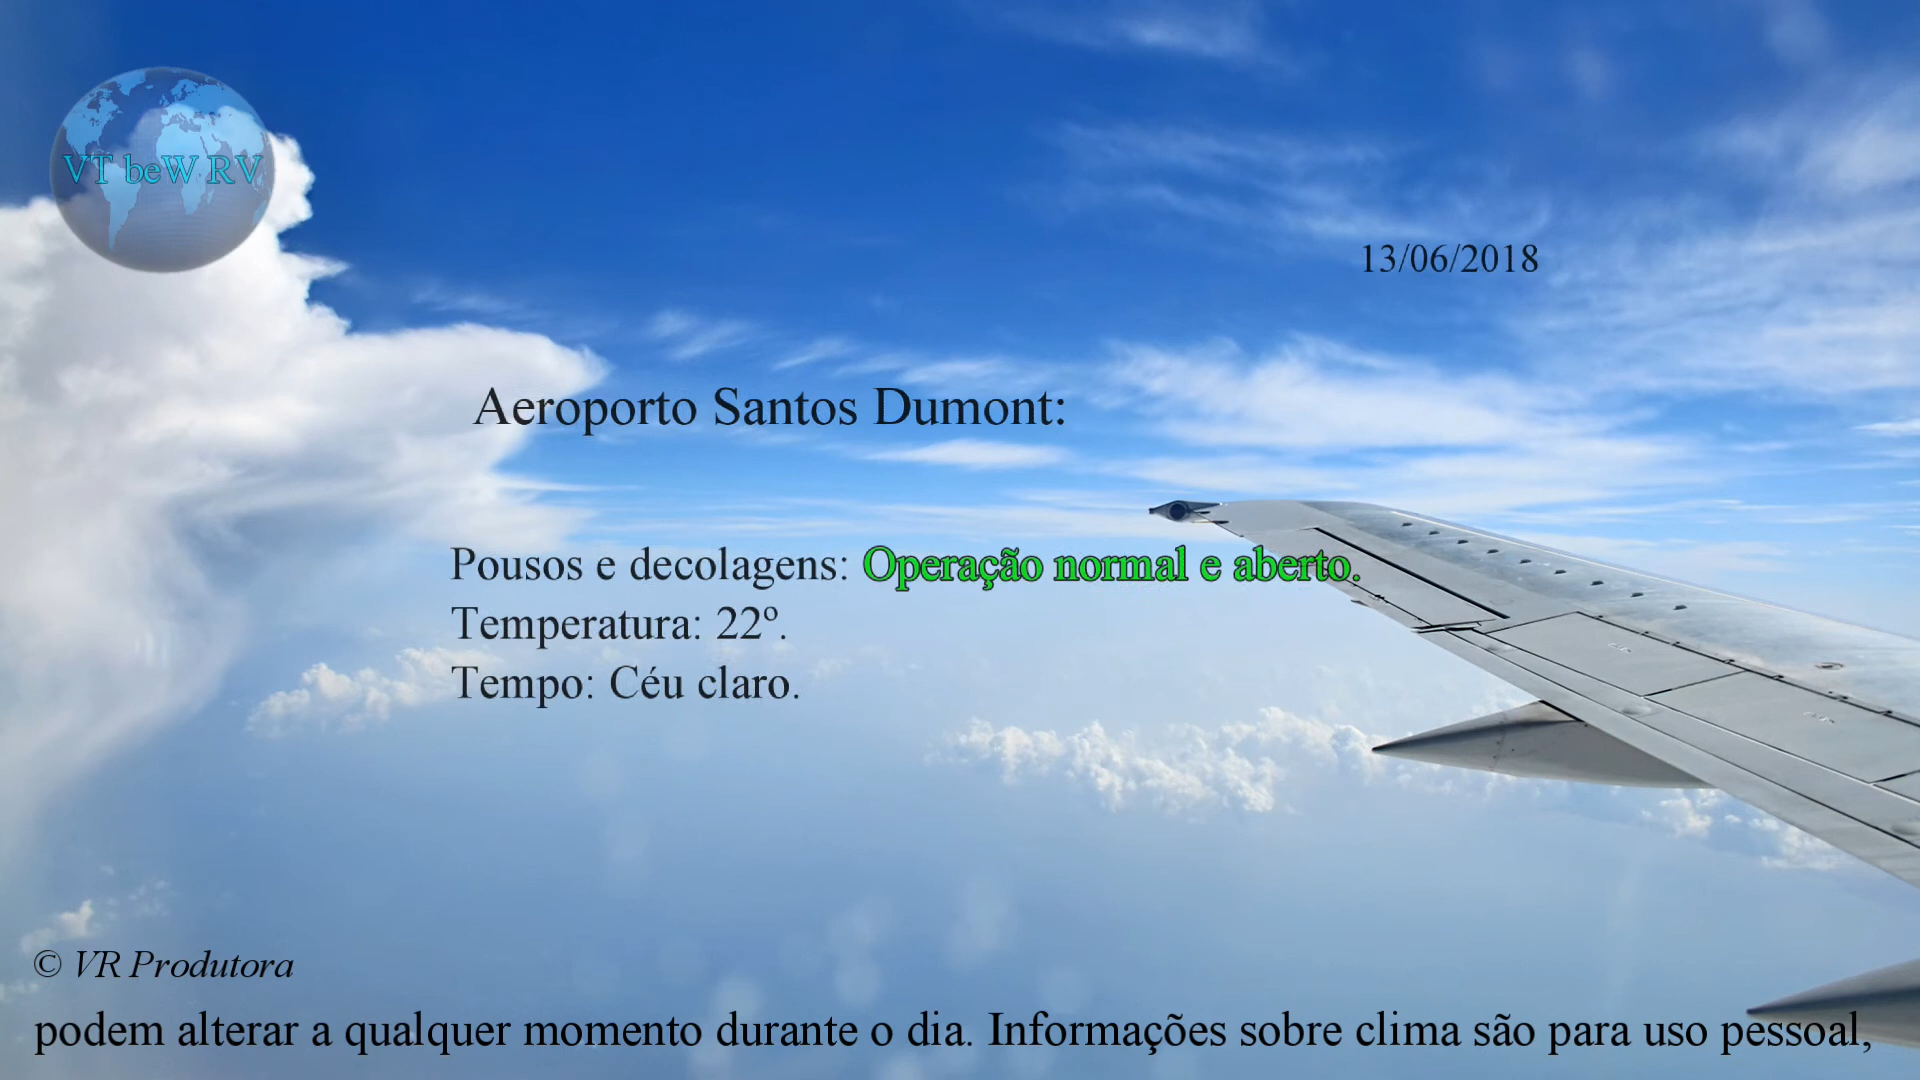 VT beW RV
13/06/2018
Aeroporto Santos Dumont:
Pousos e decolagens: Operação normal e aberto.
Temperatura: 22º.
Tempo: Céu claro.
© VR Produtora
podem alterar a qualquer momento durante o dia. Informações sobre clima são para uso pessoal,